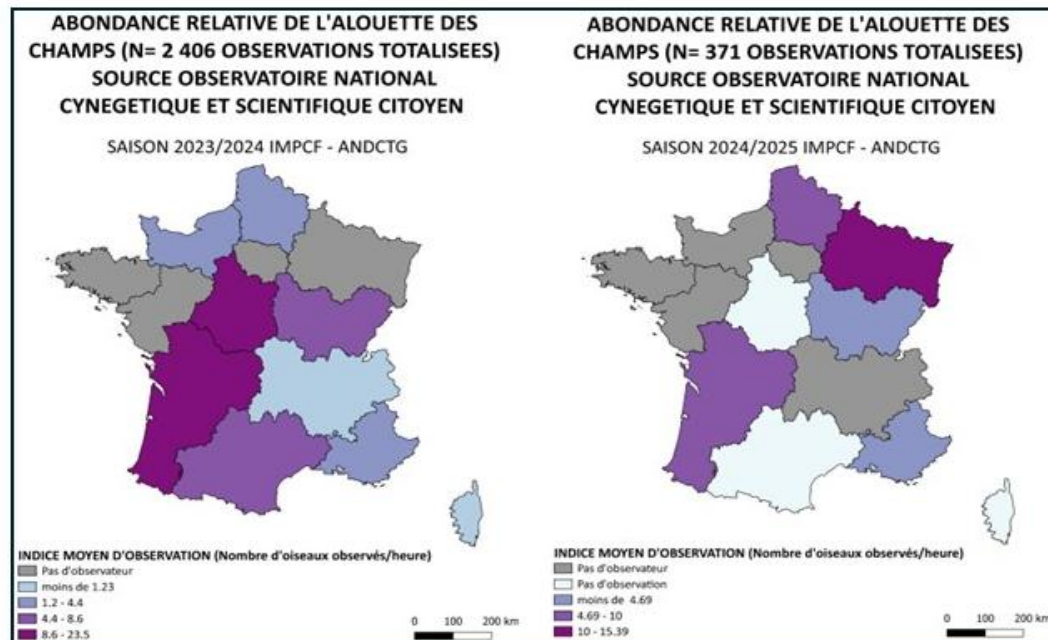 ABONDANCE RELATIVE DE L'ALOUETTE DES
CHAMPS (N= 2 406 OBSERVATIONS TOTALISEES)
SOURCE OBSERVATOIRE NATIONAL
CYNEGETIQUE ET SCIENTIFIQUE CITOYEN
SAISON 2023/2024 IMPCF - ANDCTG
INDICE MOYEN D'OBSERVATION (Nombre d'oiseaux observés/heure)
Pas d'observateur
moins de 1.23
1.2 - 4.4
4.4 - 8.6
8.6 - 23.5
0 100 200 km
ABONDANCE RELATIVE DE L'ALOUETTE DES
CHAMPS (N= 371 OBSERVATIONS TOTALISEES)
SOURCE OBSERVATOIRE NATIONAL
CYNEGETIQUE ET SCIENTIFIQUE CITOYEN
SAISON 2024/2025 IMPCF - ANDCTG
INDICE MOYEN D'OBSERVATION (Nombre d'oiseaux observés/heure)
Pas d'observateur
Pas d'observation
moins de 4.69
4.69 - 10
10 - 15.39
0 100 200 km